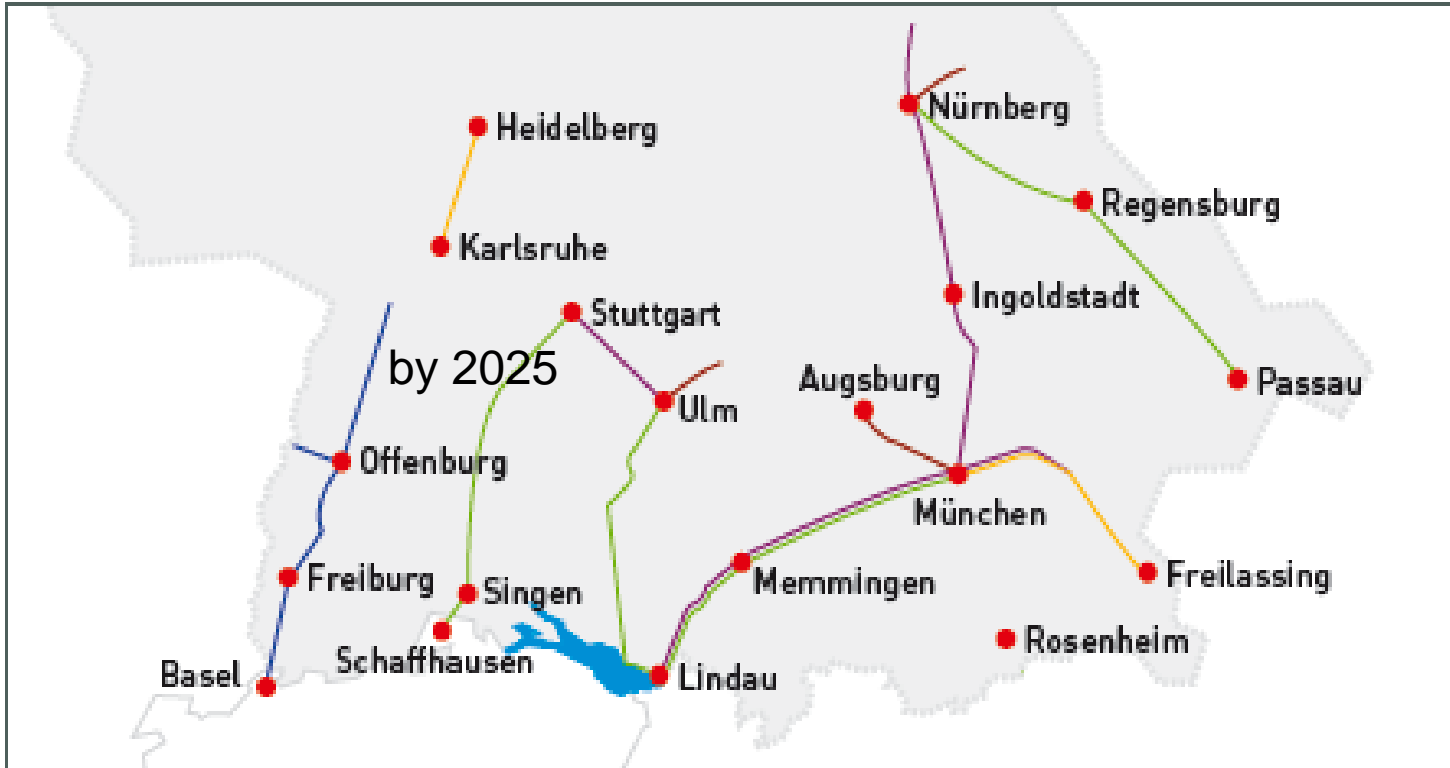 Nürnberg
Heidelberg
Regensburg
Karlsruhe
Ingoldstadt
Stuttgart
by 2025
Augsburg
Passau
Ulm
Offenburg
München
Freiburg
Singen
Memmingen
Freilassing
Rosenheim
Schaffhausen
Basel
Lindau